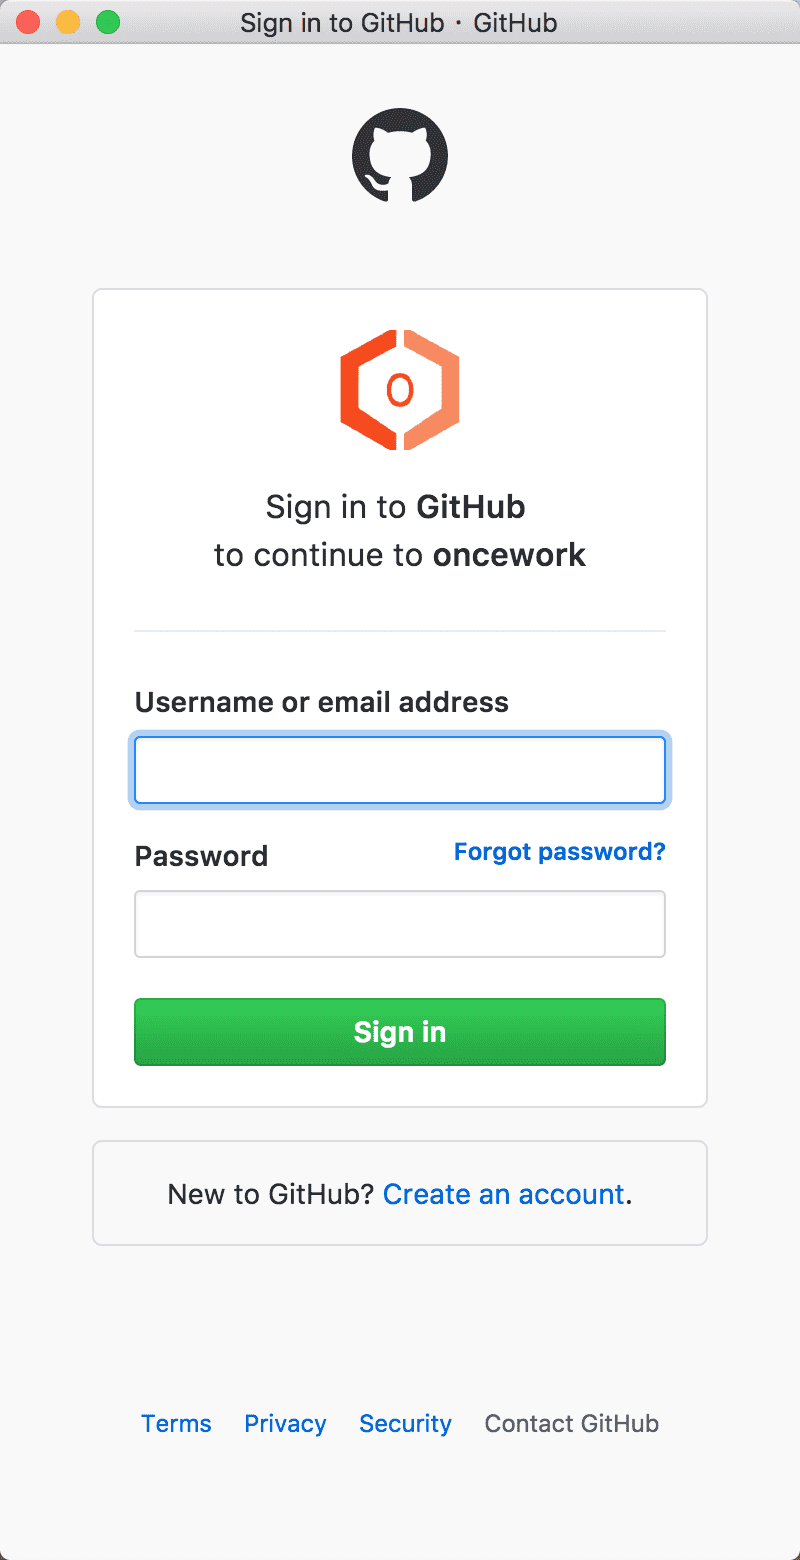 Sign in to GitHub · GitHub
O
Sign in to GitHub
to continue to oncework
Username or email address
Password
Forgot password?
Sign in
New to GitHub? Create an account.
Terms Privacy Security Contact GitHub